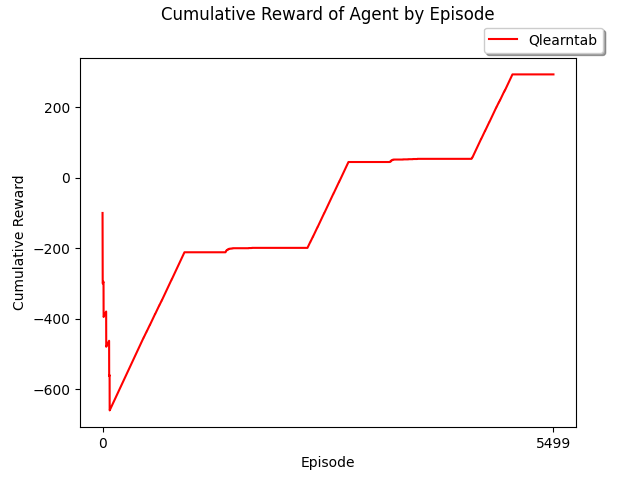 Cumulative Reward of Agent by Episode
Qlearntab
200
0
−200
−400
−600
Cumulative Reward
0
5499
Episode